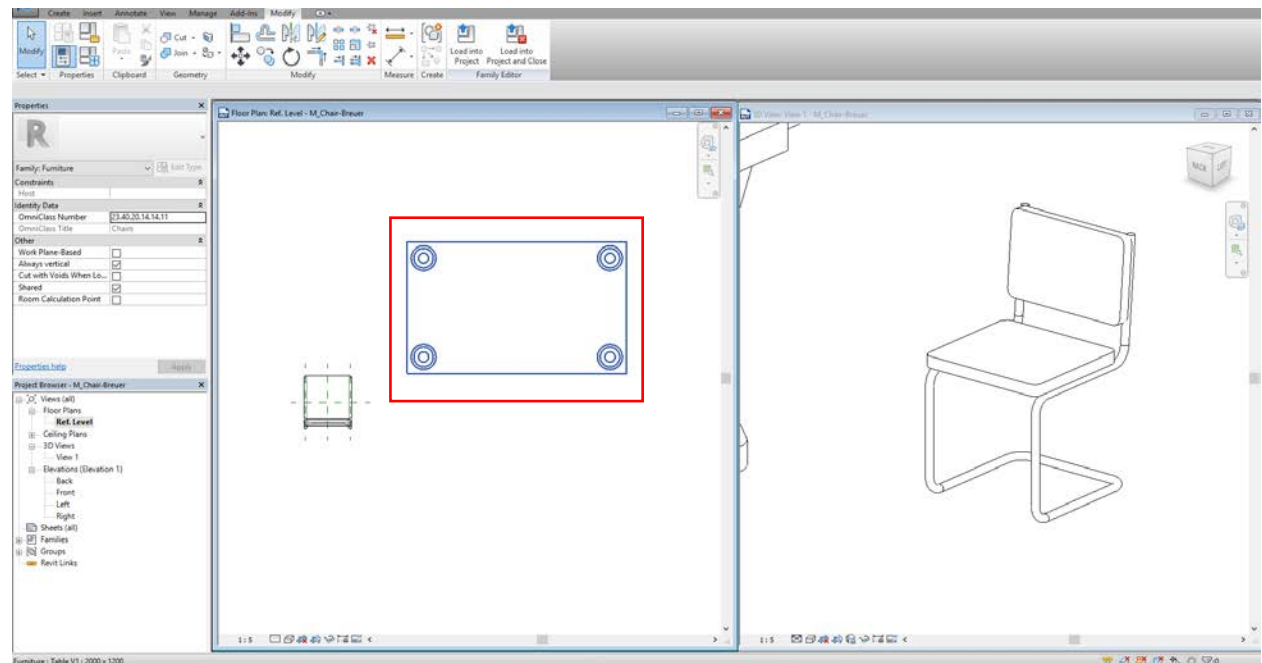 Create Insert Annotate View Manage Add-Ins Modify
Modify
Paste
Cut
Join
Load into Project
Load into Project and Close
Select Properties Clipboard Geometry Modify Measure Create Family Editor
Properties
R
Family: Furniture
Edit Type
Constraints
Host
Identity Data
OmniClass Number 23.40.20.14.14.11
OmniClass Title Chairs
Other
Work Plane-Based
Always vertical
Cut with Voids When Lo...
Shared
Room Calculation Point
Properties help
Apply
Project Browser - M_Chair-Breuer
Views (all)
Floor Plans
Ref. Level
Ceiling Plans
3D Views
View 1
Elevations (Elevation 1)
Back
Front
Left
Right
Sheets (all)
Families
Groups
Revit Links
Floor Plan: Ref. Level - M_Chair-Breuer
1:5
3D View: View 1 - M_Chair-Breuer
BACK
LEFT
1:5
Furniture : Table V1 : 2000 x 1200